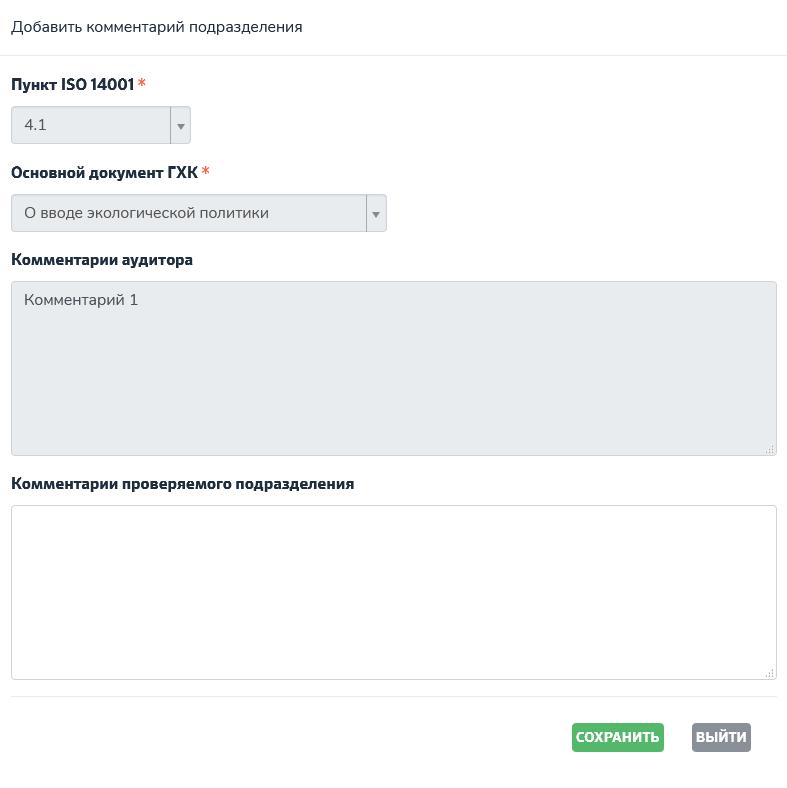 Добавить комментарий подразделения
Пункт ISO 14001 *
4.1
Основной документ ГХК *
О вводе экологической политики
Комментарии аудитора
Комментарий 1
Комментарии проверяемого подразделения
СОХРАНИТЬ ВЫЙТИ